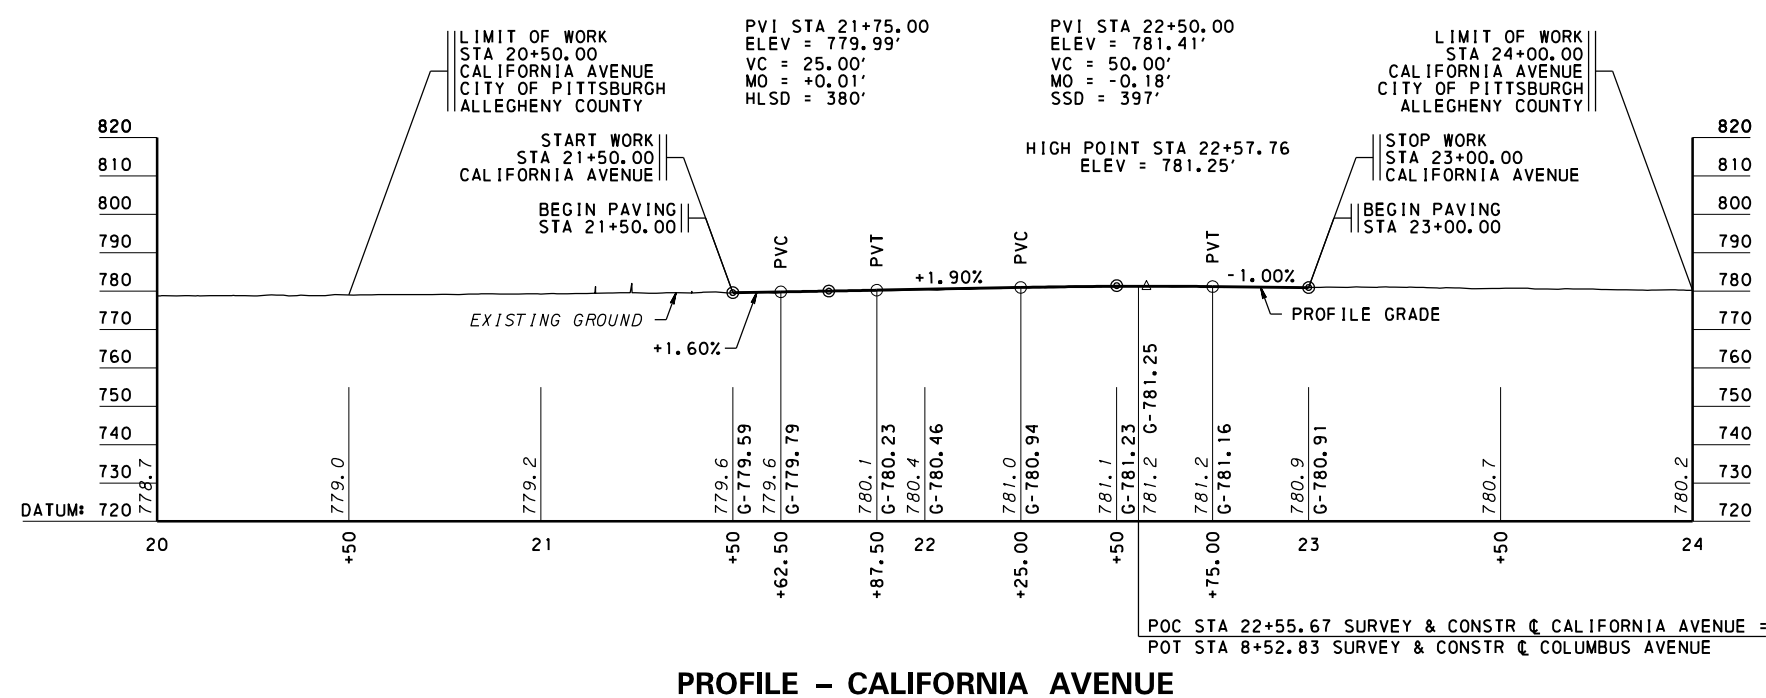 LIMIT OF WORK
STA 20+50.00
CALIFORNIA AVENUE
CITY OF PITTSBURGH
ALLEGHENY COUNTY
PVI STA 21+75.00
ELEV = 779.99'
VC = 25.00'
MO = +0.01'
HLSD = 380'
PVI STA 22+50.00
ELEV = 781.41'
VC = 50.00'
MO = -0.18'
SSD = 397'
LIMIT OF WORK
STA 24+00.00
CALIFORNIA AVENUE
CITY OF PITTSBURGH
ALLEGHENY COUNTY
START WORK
STA 21+50.00
CALIFORNIA AVENUE
BEGIN PAVING
STA 21+50.00
HIGH POINT STA 22+57.76
ELEV = 781.25'
STOP WORK
STA 23+00.00
CALIFORNIA AVENUE
BEGIN PAVING
STA 23+00.00
820
810
800
790
780
770
760
750
740
730
DATUM: 720
820
810
800
790
780
770
760
750
740
730
720
PVC
PVT
+1.90%
PVC
PVT
-1.00%
EXISTING GROUND
+1.60%
PROFILE GRADE
778.7
779.0
779.2
779.6
G-779.59
779.6
G-779.79
780.1
G-780.23
780.4
G-780.46
781.0
G-780.94
781.1
G-781.23
781.2
G-781.25
781.2
G-781.16
780.9
G-780.91
780.7
780.2
20
+50
21
+50
+62.50
+87.50
22
+25.00
+50
+75.00
23
+50
24
POC STA 22+55.67 SURVEY & CONSTR ℄ CALIFORNIA AVENUE =
POT STA 8+52.83 SURVEY & CONSTR ℄ COLUMBUS AVENUE
PROFILE – CALIFORNIA AVENUE